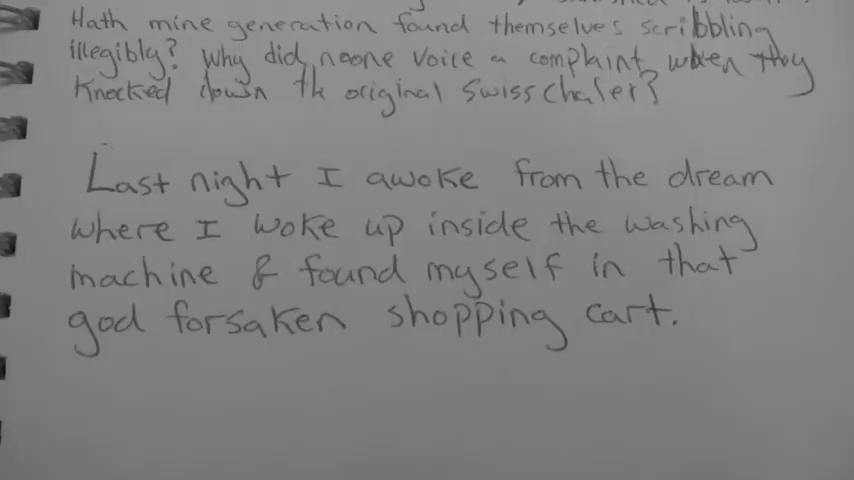 Hath mine generation found themselves scribbling
illegibly? Why did noone voice a complaint when they
knocked down the original Swiss Chaler?
Last night I awoke from the dream
where I woke up inside the washing
machine & found myself in that
god forsaken shopping cart.